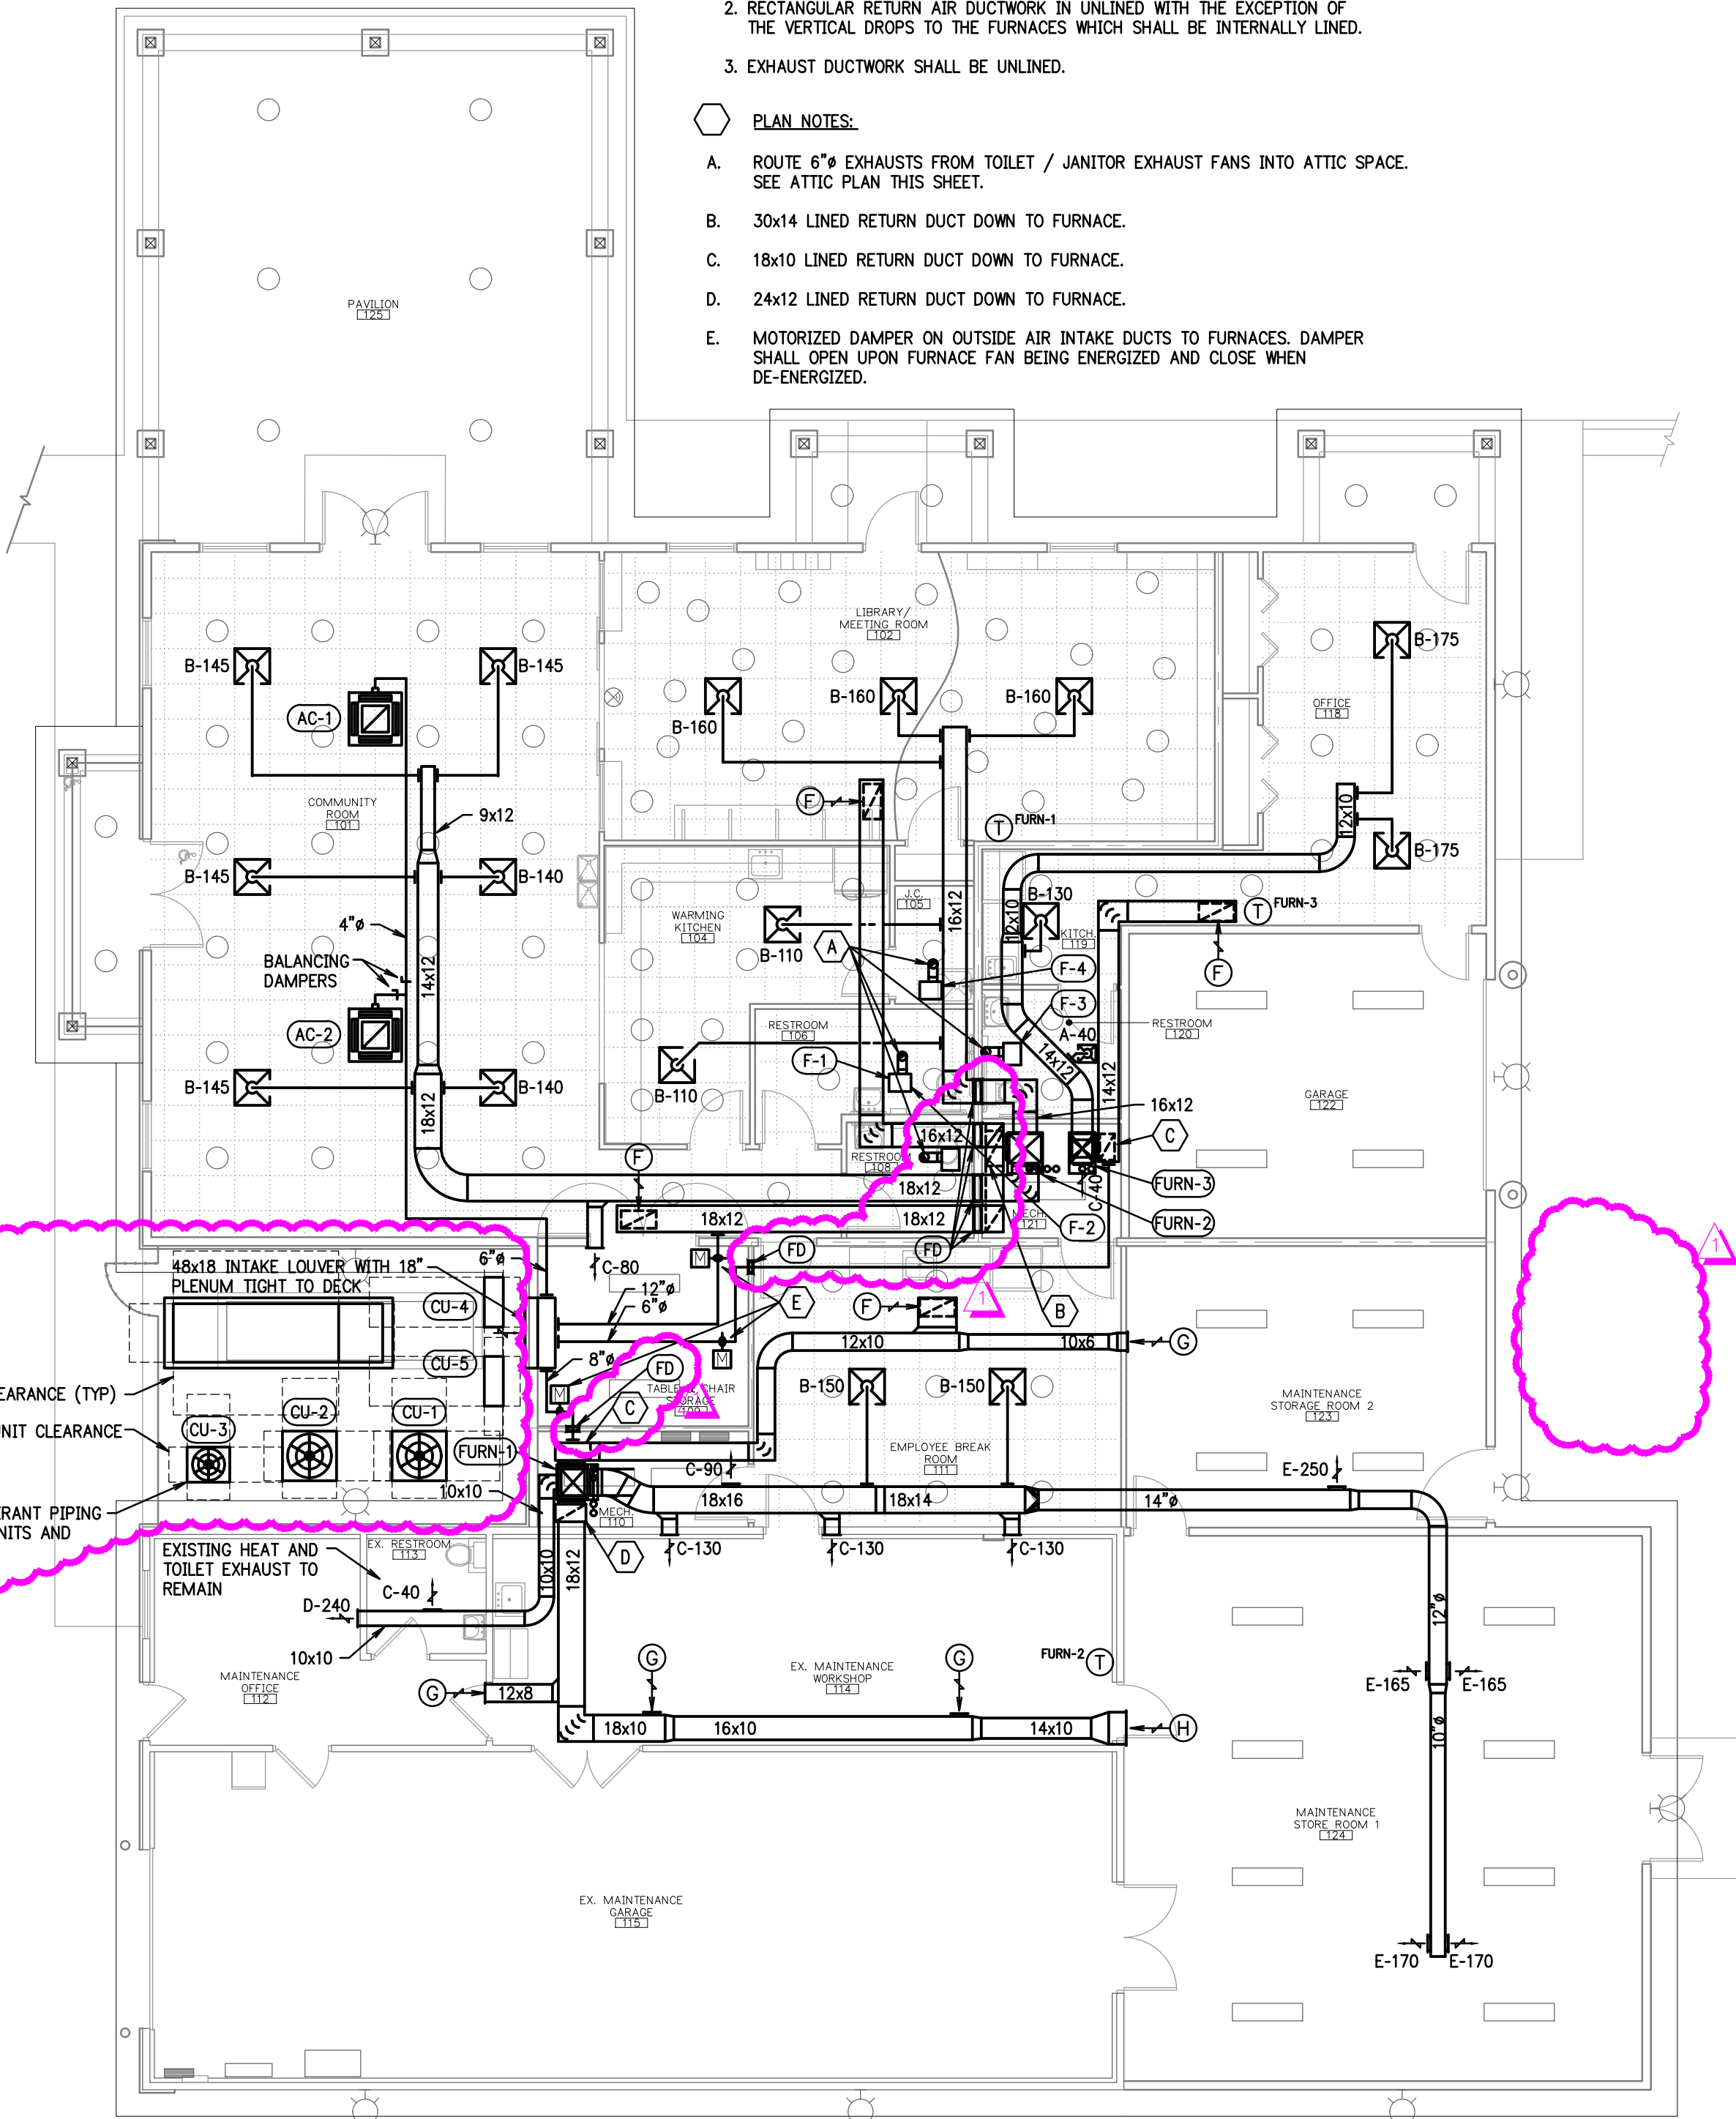 2. RECTANGULAR RETURN AIR DUCTWORK IN UNLINED WITH THE EXCEPTION OF
THE VERTICAL DROPS TO THE FURNACES WHICH SHALL BE INTERNALLY LINED.
3. EXHAUST DUCTWORK SHALL BE UNLINED.
PLAN NOTES:
A. ROUTE 6"ø EXHAUSTS FROM TOILET / JANITOR EXHAUST FANS INTO ATTIC SPACE.
SEE ATTIC PLAN THIS SHEET.
B. 30x14 LINED RETURN DUCT DOWN TO FURNACE.
C. 18x10 LINED RETURN DUCT DOWN TO FURNACE.
D. 24x12 LINED RETURN DUCT DOWN TO FURNACE.
E. MOTORIZED DAMPER ON OUTSIDE AIR INTAKE DUCTS TO FURNACES. DAMPER
SHALL OPEN UPON FURNACE FAN BEING ENERGIZED AND CLOSE WHEN
DE-ENERGIZED.
PAVILION
125
LIBRARY/
MEETING ROOM
102
B-145
B-145
AC-1
B-160
B-160
B-160
B-175
OFFICE
118
COMMUNITY
ROOM
101
9x12
F
T
FURN-1
12x10
B-175
B-145
B-140
J.C.
105
16x12
B-130
12x10
T
FURN-3
WARMING
KITCHEN
104
KITCH.
119
4"ø
BALANCING
DAMPERS
14x12
B-110
A
F-4
F
F-3
AC-2
RESTROOM
106
A-40
RESTROOM
120
F-1
14x12
14x12
B-145
B-140
B-110
18x12
16x12
GARAGE
122
C
16x12
F
RESTROOM
108
18x12
C-40
FURN-3
MECH.
121
FURN-2
18x12
18x12
F-2
FD
FD
M
C-80
48x18 INTAKE LOUVER WITH 18"
PLENUM TIGHT TO DECK
6"ø
CU-4
12"ø
6"ø
E
F
B
1
1
12x10
10x6
G
CU-5
8"ø
M
FD
M
TABLE & CHAIR
STORAGE
109
C
1
B-150
B-150
EARANCE (TYP)
CU-3
CU-2
CU-1
NIT CLEARANCE
MAINTENANCE
STORAGE ROOM 2
123
FURN-1
EMPLOYEE BREAK
ROOM
111
C-90
E-250
10x10
18x16
18x14
14"ø
ERANT PIPING
NITS AND
MECH.
110
EX. RESTROOM
113
EXISTING HEAT AND
TOILET EXHAUST TO
REMAIN
C-130
C-130
C-130
D
10x10
18x12
C-40
D-240
10x10
12"ø
MAINTENANCE
OFFICE
112
G
12x8
G
G
EX. MAINTENANCE
WORKSHOP
114
FURN-2
T
E-165
E-165
18x10
16x10
14x10
H
10"ø
MAINTENANCE
STORE ROOM 1
124
EX. MAINTENANCE
GARAGE
115
E-170
E-170